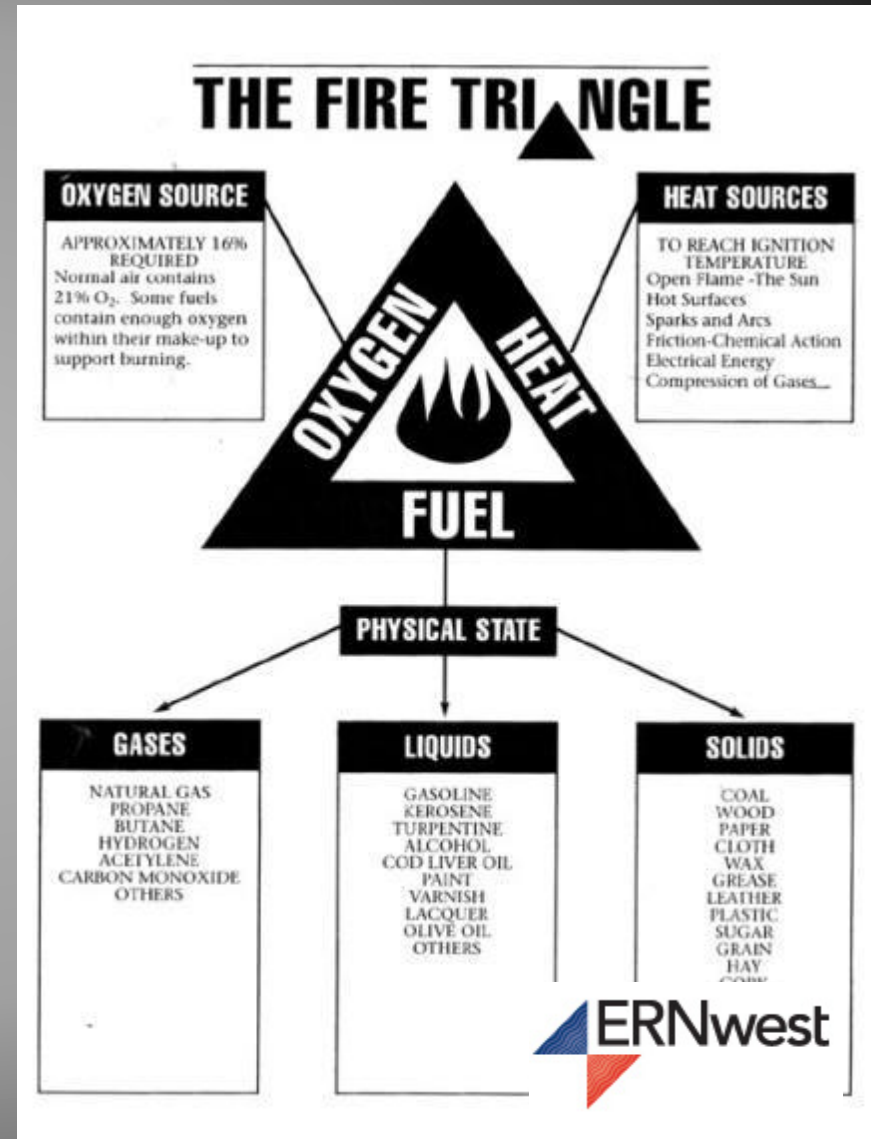 THE FIRE TRIANGLE
OXYGEN SOURCE
APPROXIMATELY 16%
REQUIRED
Normal air contains
21% O₂. Some fuels
contain enough oxygen
within their make-up to
support burning.
HEAT SOURCES
TO REACH IGNITION
TEMPERATURE
Open Flame -The Sun
Hot Surfaces
Sparks and Arcs
Friction-Chemical Action
Electrical Energy
Compression of Gases
OXYGEN
HEAT
FUEL
PHYSICAL STATE
GASES
NATURAL GAS
PROPANE
BUTANE
HYDROGEN
ACETYLENE
CARBON MONOXIDE
OTHERS
LIQUIDS
GASOLINE
KEROSENE
TURPENTINE
ALCOHOL
COD LIVER OIL
PAINT
VARNISH
LACQUER
OLIVE OIL
OTHERS
SOLIDS
COAL
WOOD
PAPER
CLOTH
WAX
GREASE
LEATHER
PLASTIC
SUGAR
GRAIN
HAY
ERNwest